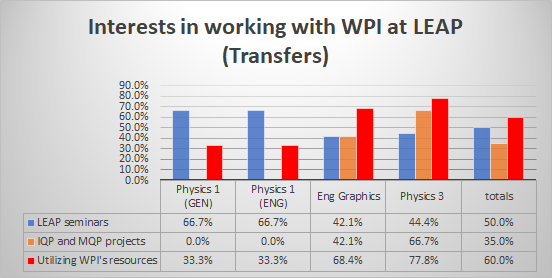 Interests in working with WPI at LEAP
(Transfers)
90.0%
80.0%
70.0%
60.0%
50.0%
40.0%
30.0%
20.0%
10.0%
0.0%
Physics 1 (GEN) Physics 1 (ENG) Eng Graphics Physics 3 totals
LEAP seminars 66.7% 66.7% 42.1% 44.4% 50.0%
IQP and MQP projects 0.0% 0.0% 42.1% 66.7% 35.0%
Utilizing WPI's resources 33.3% 33.3% 68.4% 77.8% 60.0%